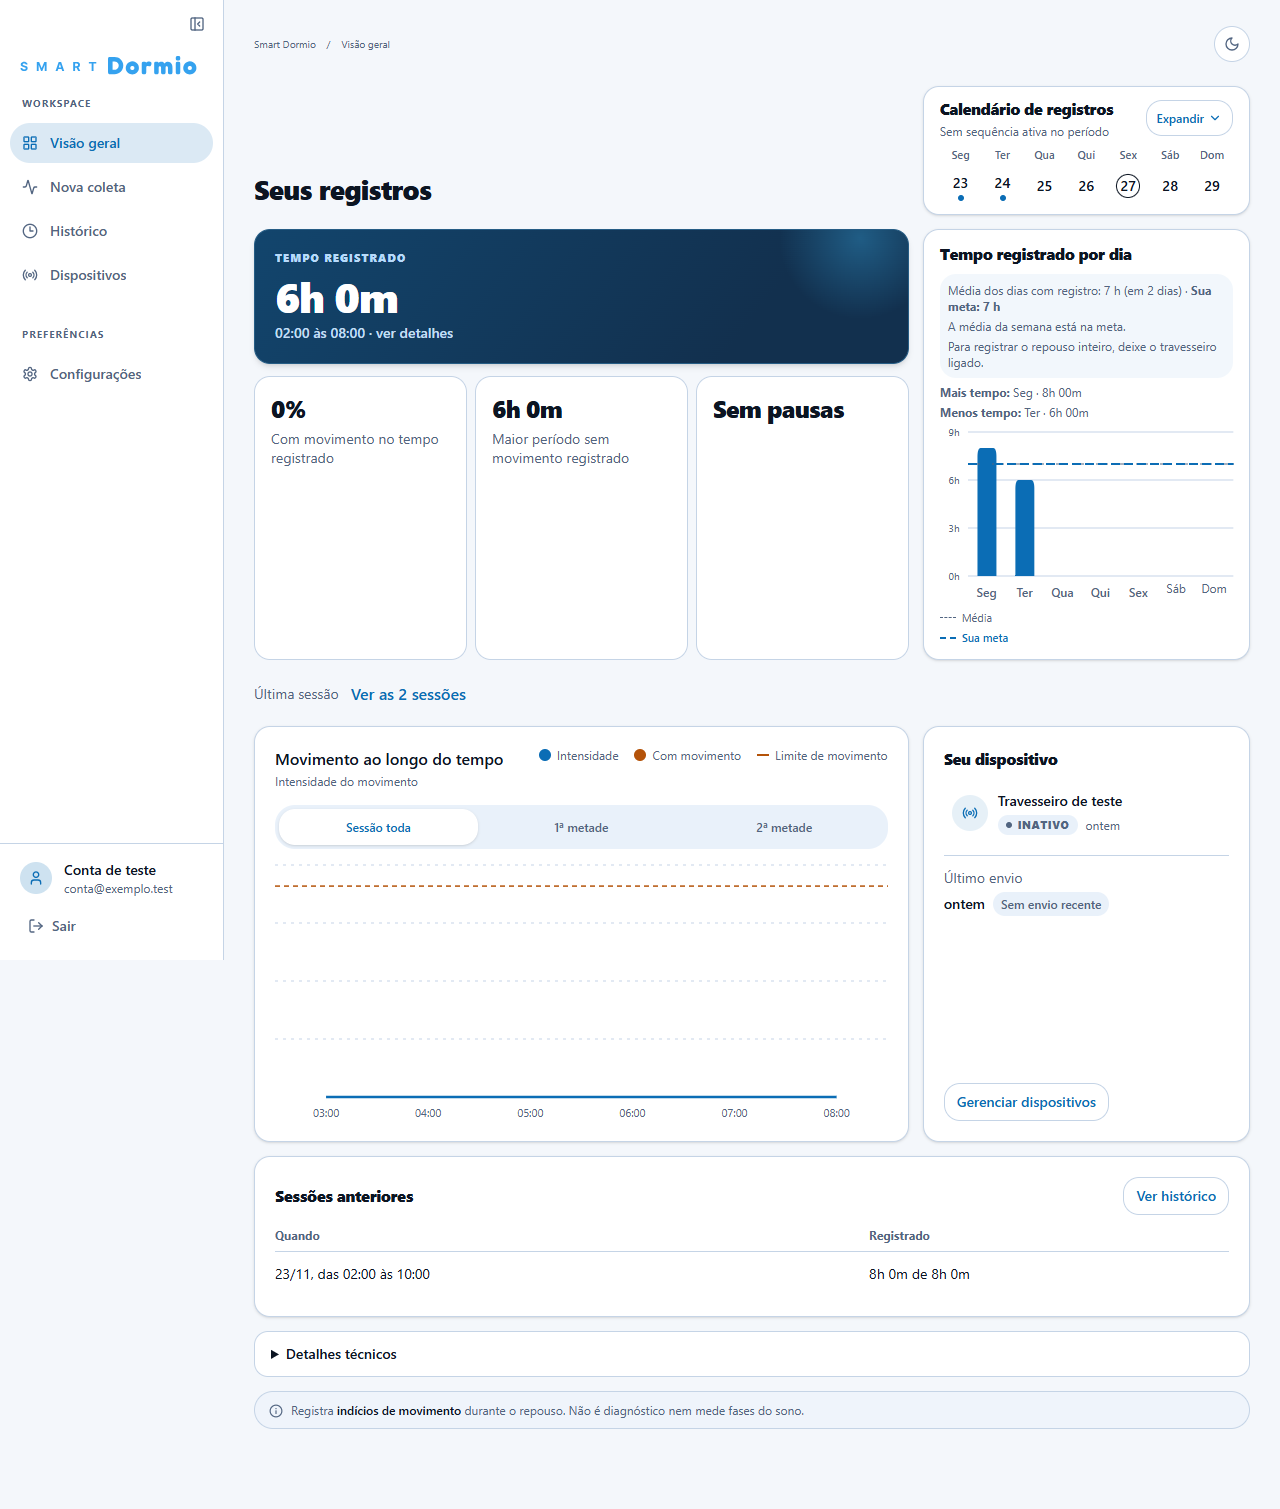 SMART Dormio
WORKSPACE
Visão geral
Nova coleta
Histórico
Dispositivos
PREFERÊNCIAS
Configurações
Conta de teste
conta@exemplo.test
Sair
Smart Dormio / Visão geral
Seus registros
Calendário de registros
Sem sequência ativa no período
Expandir
Seg Ter Qua Qui Sex Sáb Dom
23 24 25 26 27 28 29
TEMPO REGISTRADO
6h 0m
02:00 às 08:00 · ver detalhes
0%
Com movimento no tempo
registrado
6h 0m
Maior período sem
movimento registrado
Sem pausas
Tempo registrado por dia
Média dos dias com registro: 7 h (em 2 dias) · Sua
meta: 7 h
A média da semana está na meta.
Para registrar o repouso inteiro, deixe o travesseiro
ligado.
Mais tempo: Seg · 8h 00m
Menos tempo: Ter · 6h 00m
9h
6h
3h
0h
Seg Ter Qua Qui Sex Sáb Dom
Média
Sua meta
Última sessão Ver as 2 sessões
Movimento ao longo do tempo
Intensidade do movimento
Intensidade Com movimento Limite de movimento
Sessão toda 1ª metade 2ª metade
03:00 04:00 05:00 06:00 07:00 08:00
Seu dispositivo
Travesseiro de teste
INATIVO ontem
Último envio
ontem Sem envio recente
Gerenciar dispositivos
Sessões anteriores
Ver histórico
Quando Registrado
23/11, das 02:00 às 10:00 8h 0m de 8h 0m
Detalhes técnicos
Registra indícios de movimento durante o repouso. Não é diagnóstico nem mede fases do sono.